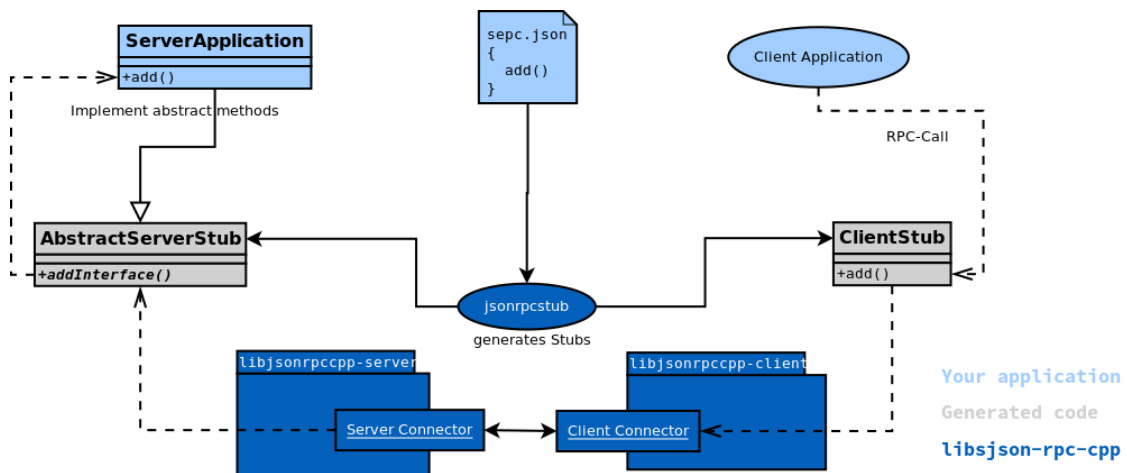 ServerApplication
+add()
Implement abstract methods
sepc.json
{
add()
}
Client Application
RPC-Call
AbstractServerStub
+addInterface()
ClientStub
+add()
jsonrpcstub
generates Stubs
libjsonrpccpp-server
Server Connector
libjsonrpccpp-client
Client Connector
Your application
Generated code
libsjson-rpc-cpp